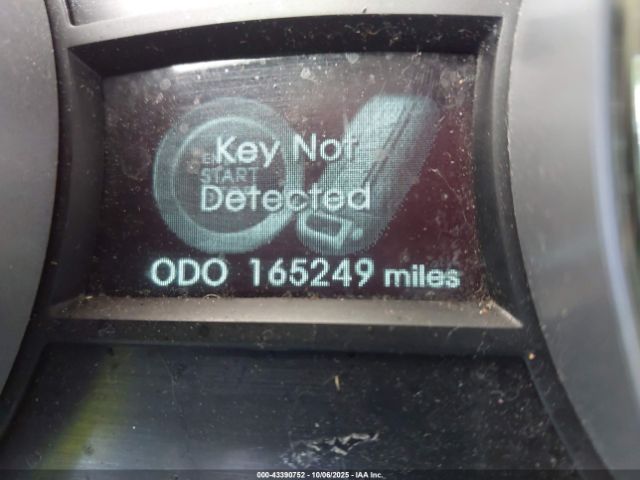 Key Not
START
Detected
ODO 165249 miles
000-43390752 | 10/06/2025 - IAA Inc.